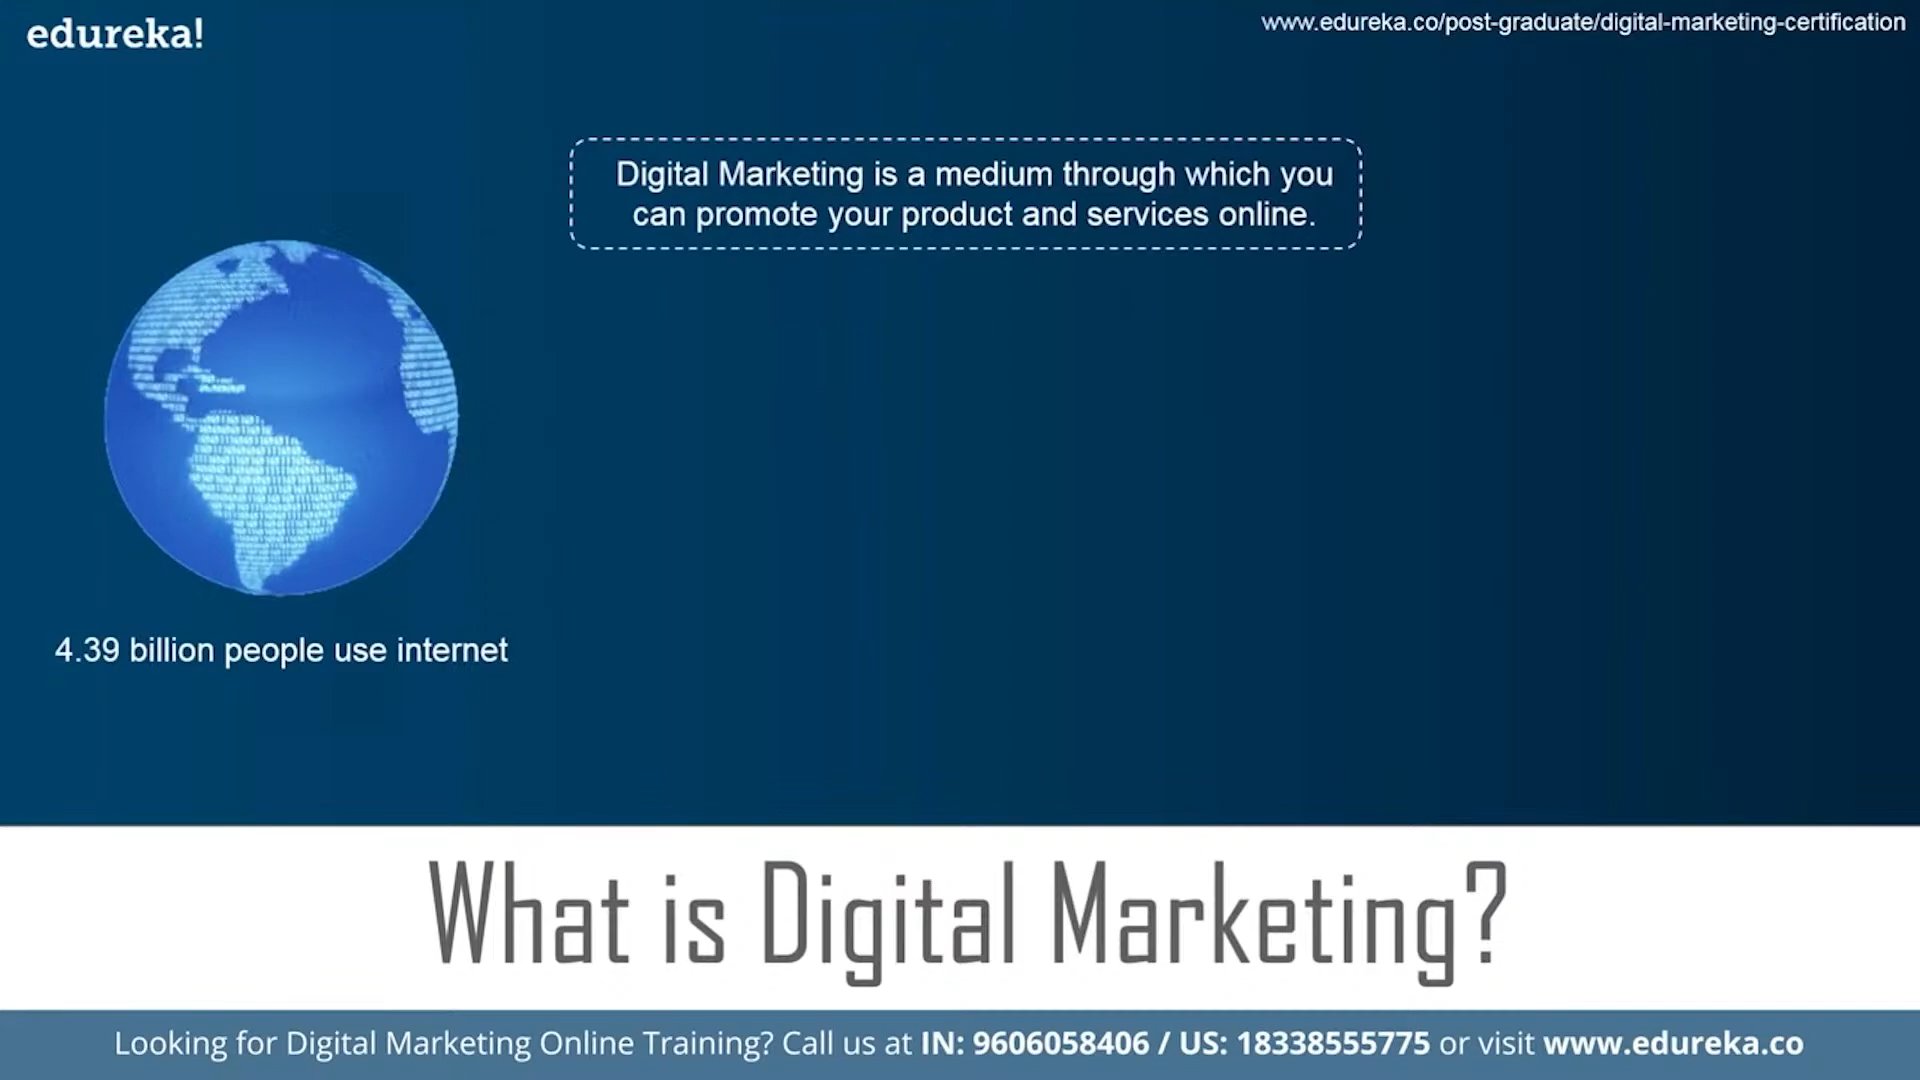 edureka!
www.edureka.co/post-graduate/digital-marketing-certification
Digital Marketing is a medium through which you
can promote your product and services online.
4.39 billion people use internet
What is Digital Marketing?
Looking for Digital Marketing Online Training? Call us at IN: 9606058406 / US: 18338555775 or visit www.edureka.co